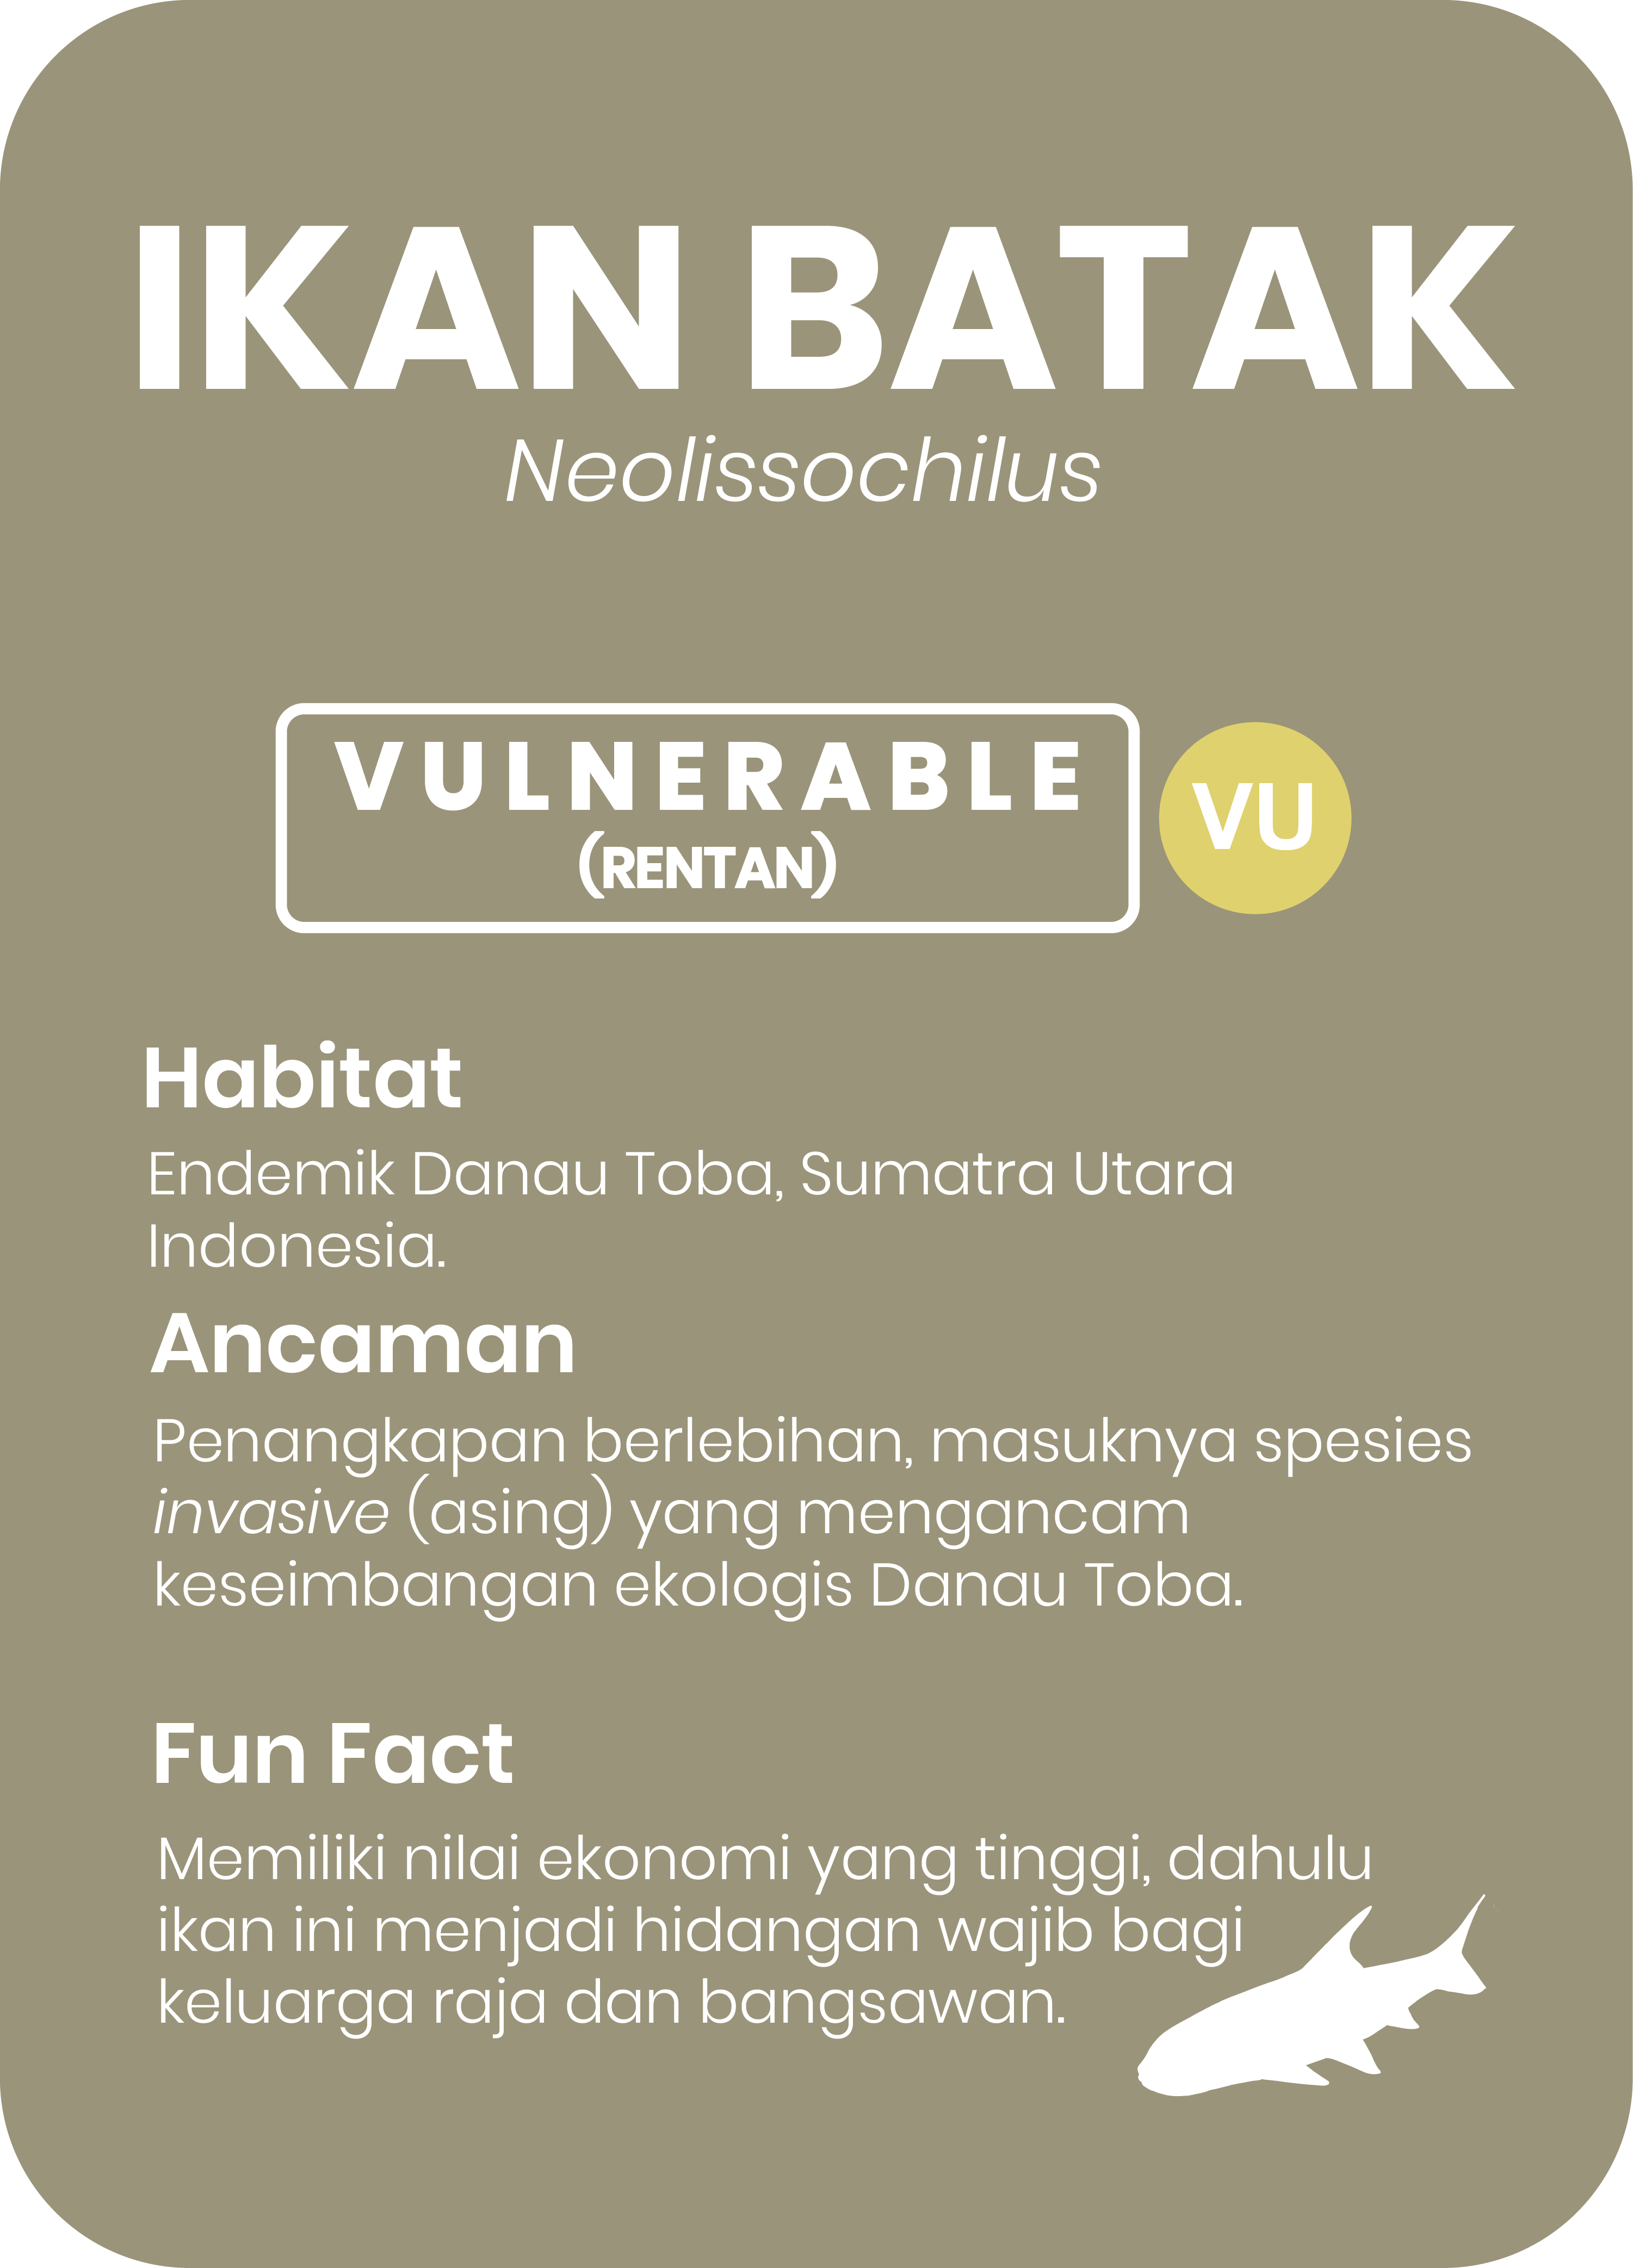 IKAN BATAK
Neolissochilus
VULNERABLE
(RENTAN)
VU
Habitat
Endemik Danau Toba, Sumatra Utara
Indonesia.
Ancaman
Penangkapan berlebihan, masuknya spesies
invasive (asing) yang mengancam
keseimbangan ekologis Danau Toba.
Fun Fact
Memiliki nilai ekonomi yang tinggi, dahulu
ikan ini menjadi hidangan wajib bagi
keluarga raja dan bangsawan.